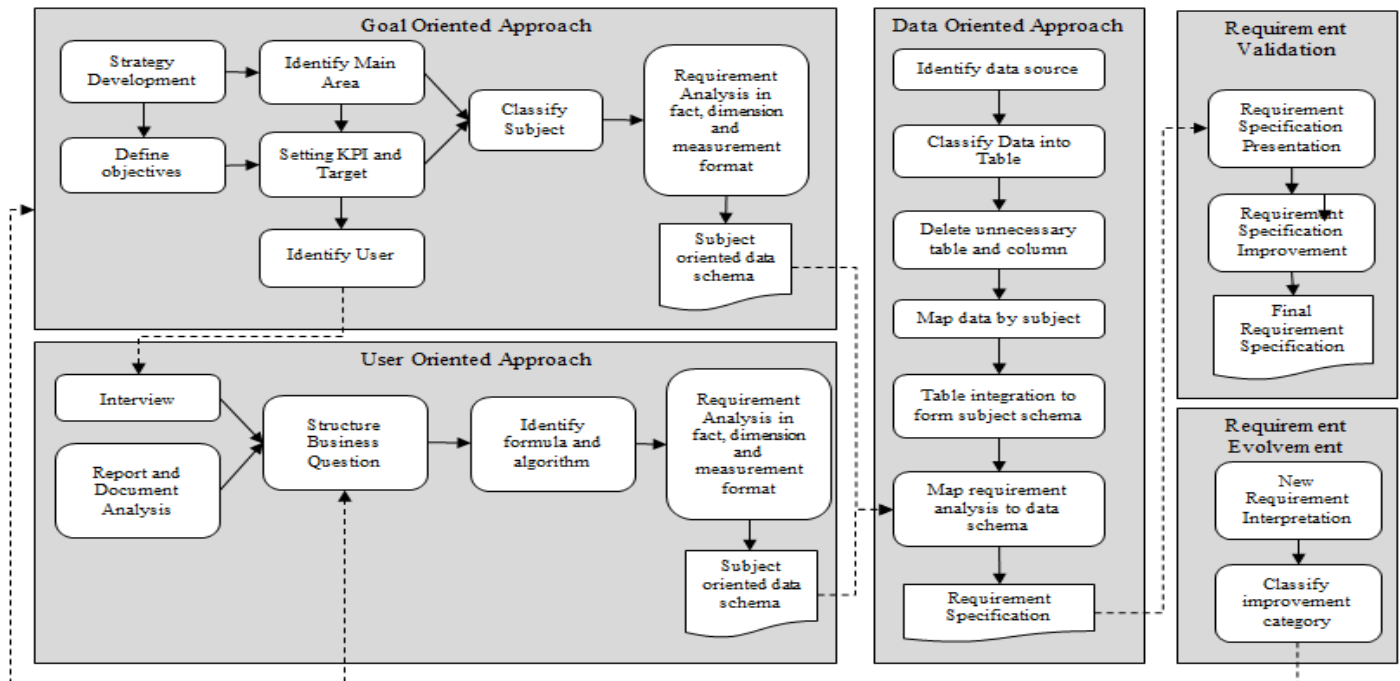 Goal Oriented Approach
Strategy
Development
Identify Main
Area
Define
objectives
Setting KPI and
Target
Identify User
Classify
Subject
Requirement
Analysis in
fact, dimension
and
measurement
format
Subject
oriented data
schema
User Oriented Approach
Interview
Report and
Document
Analysis
Structure
Business
Question
Identify
formula and
algorithm
Requirement
Analysis in
fact, dimension
and
measurement
format
Subject
oriented data
schema
Data Oriented Approach
Identify data source
Classify Data into
Table
Delete unnecessary
table and column
Map data by subject
Table integration to
form subject schema
Map requirement
analysis to data
schema
Requirement
Specification
Requirement
Validation
Requirement
Specification
Presentation
Requirement
Specification
Improvement
Final
Requirement
Specification
Requirement
Evolvement
New
Requirement
Interpretation
Classify
improvement
category